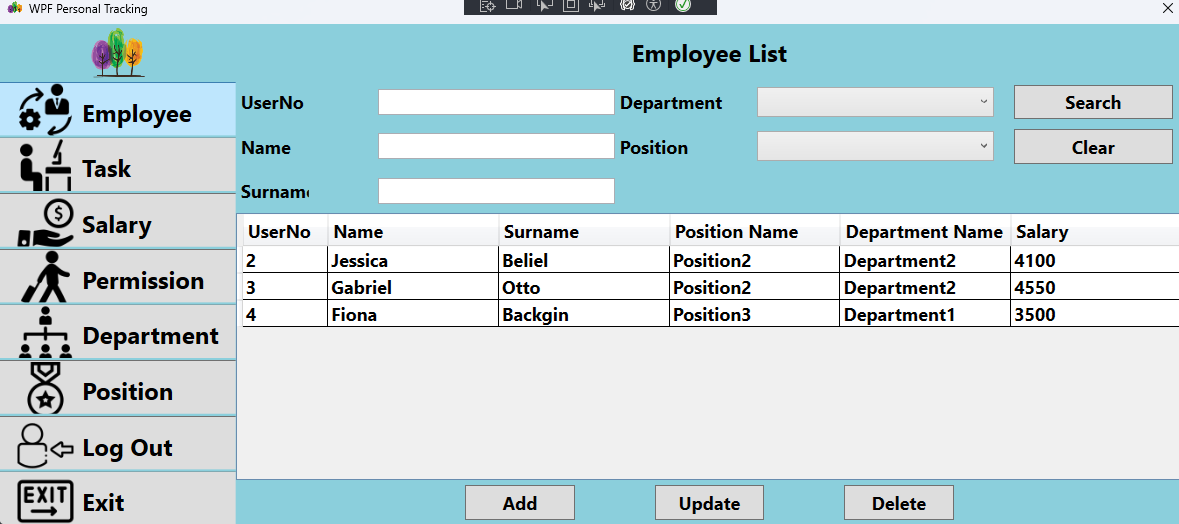 WPF Personal Tracking
Employee List
Employee
UserNo
Department
Search
Name
Position
Clear
Task
Surname
Salary
UserNo Name Surname Position Name Department Name Salary
2 Jessica Beliel Position2 Department2 4100
3 Gabriel Otto Position2 Department2 4550
4 Fiona Backgin Position3 Department1 3500
Permission
Department
Position
Log Out
EXIT Exit
Add Update Delete